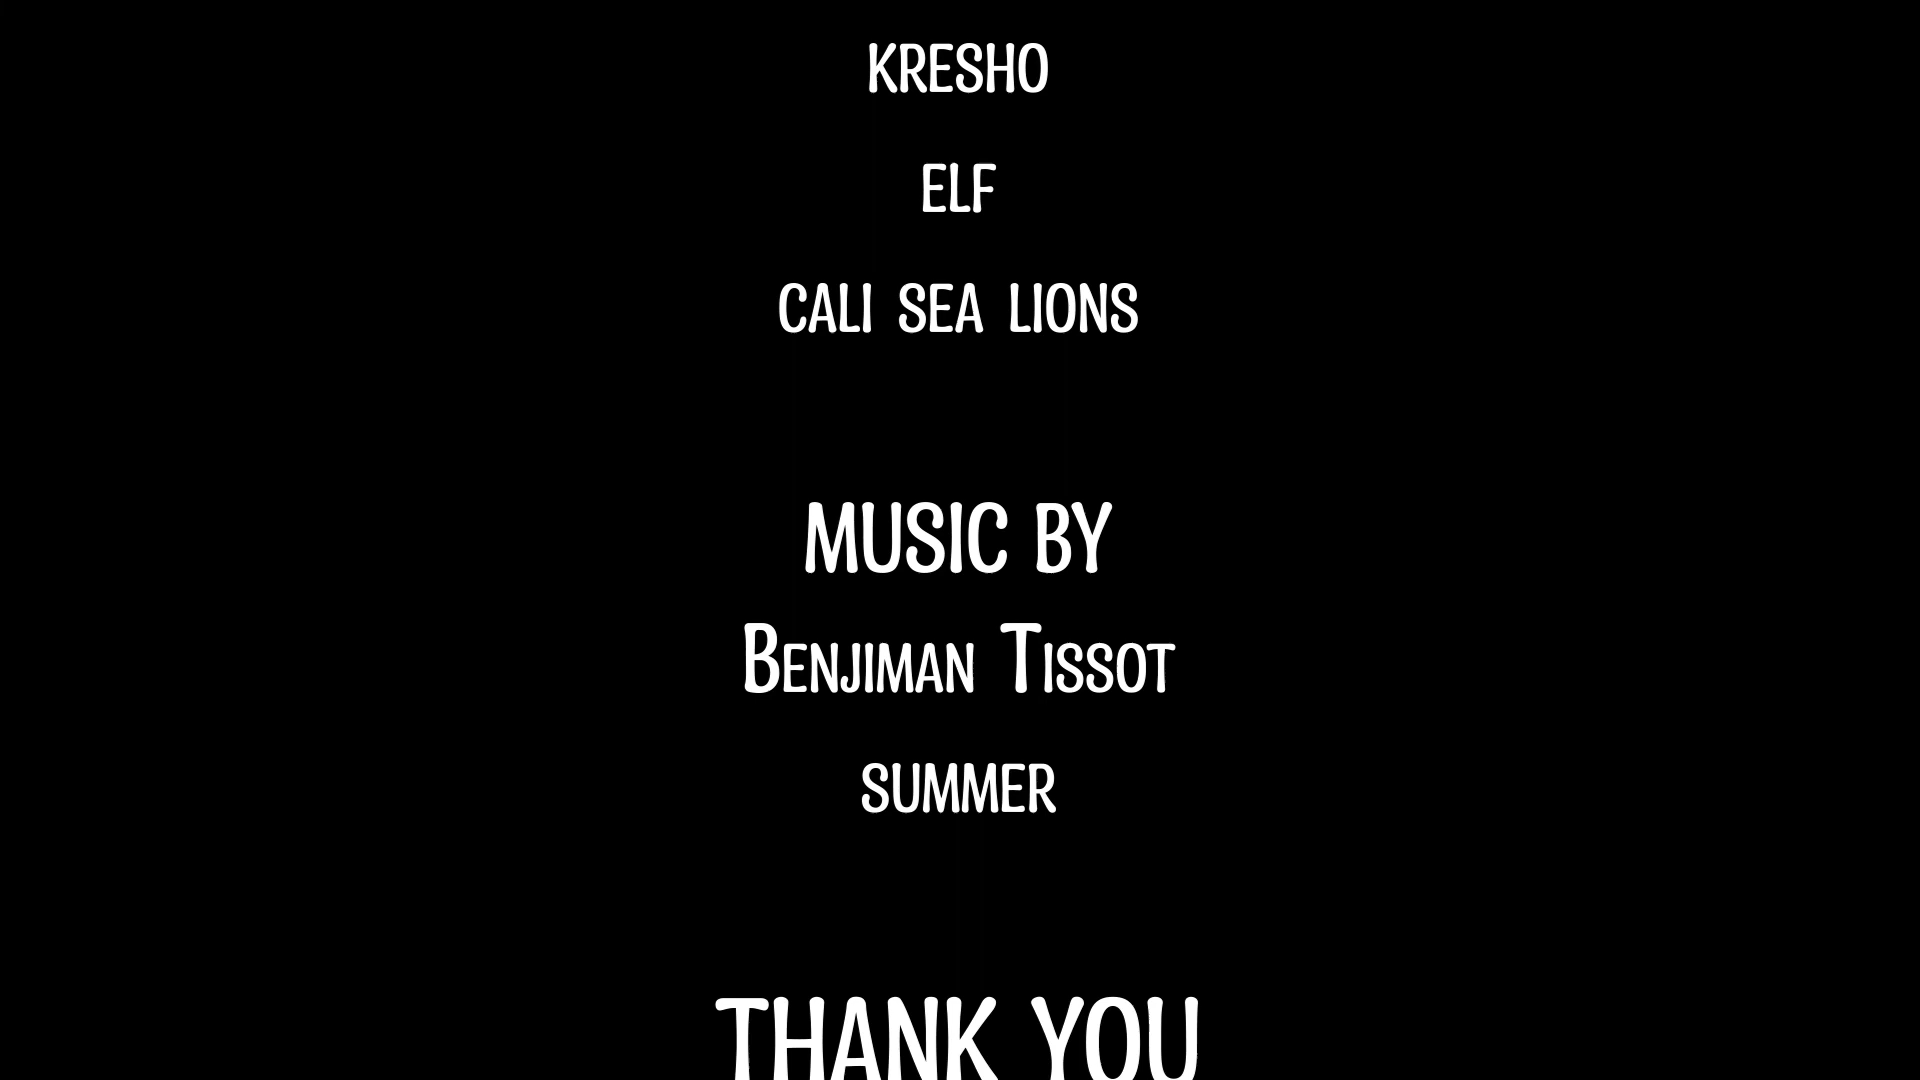 KRESHO
ELF
CALI SEA LIONS
MUSIC BY
BENJIMAN TISSOT
SUMMER
THANK YOU